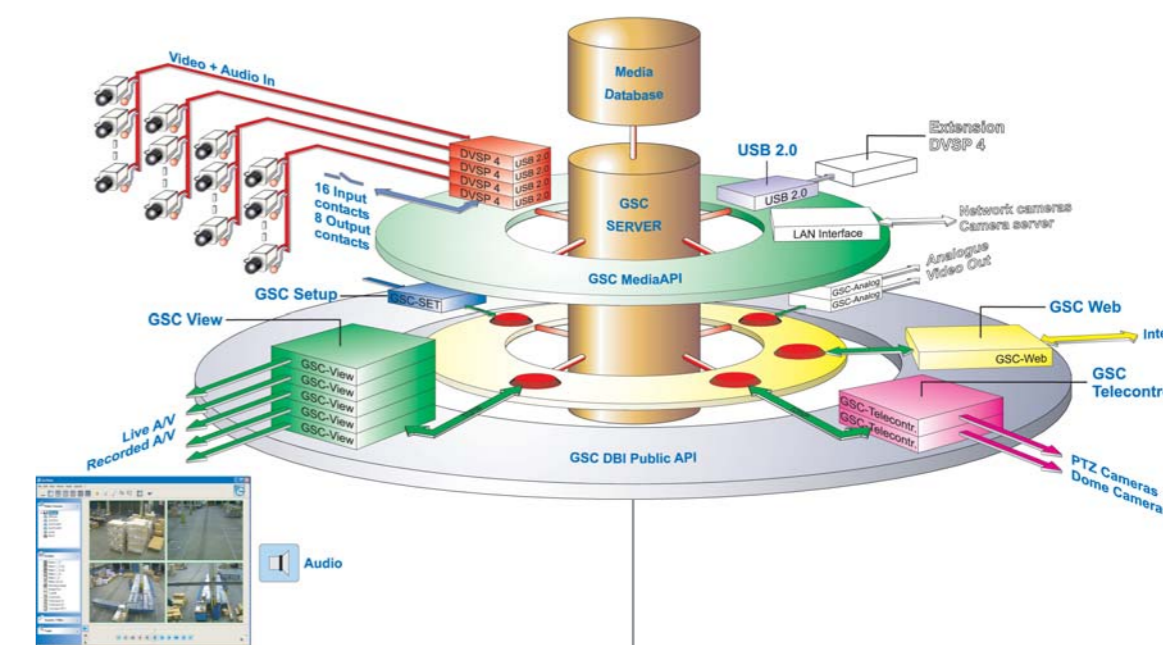 Video + Audio In
Media
Database
Extension
DVSP 4
USB 2.0
USB 2.0
DVSP 4 USB 2.0
DVSP 4 USB 2.0
DVSP 4 USB 2.0
DVSP 4 USB 2.0
16 Input
contacts
8 Output
contacts
GSC
SERVER
LAN Interface
Network cameras
Camera server
GSC MediaAPI
Analogue
Video Out
GSC-Analog
GSC-Analog
GSC Setup
GSC-SET
GSC View
GSC-View
GSC-View
GSC-View
GSC-View
GSC-View
GSC Web
GSC-Web
Inte
GSC
Telecontr
GSC-Telecontr.
GSC-Telecontr.
Live A/V
Recorded A/V
GSC DBI Public API
PTZ Cameras
Dome Camera
Audio